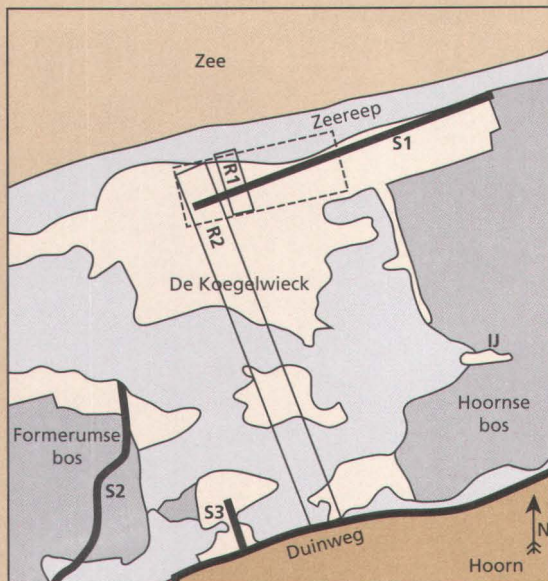 Zee
Zeereep
S1
R1
R2
De Koegelwieck
IJ
Hoornse
bos
Formerumse
bos
S2
S3
Duinweg
N
Hoorn